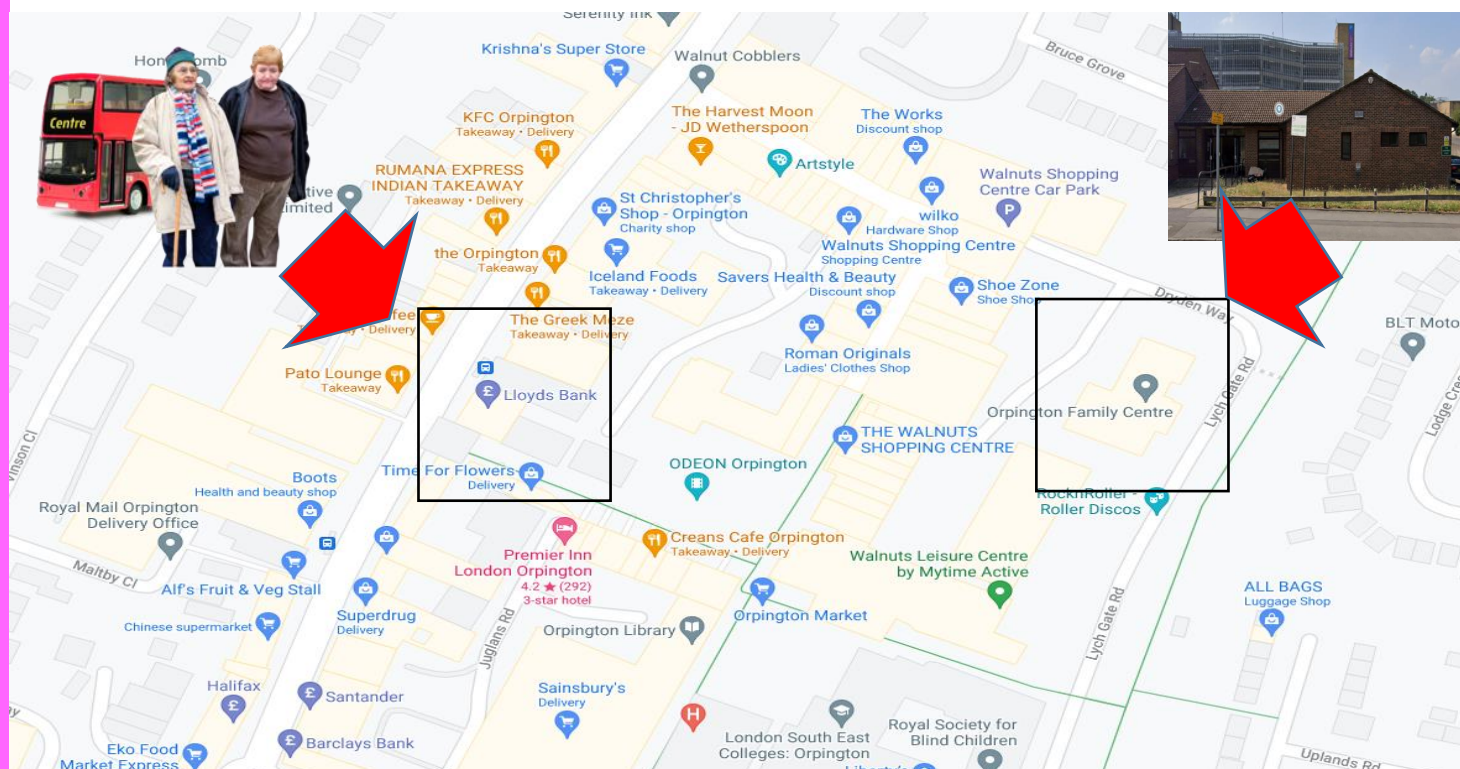 Serenity Ink
Krishna's Super Store
Walnut Cobblers
Bruce Grove
Centre
KFC Orpington
Takeaway • Delivery
The Harvest Moon
- JD Wetherspoon
The Works
Discount shop
Artstyle
RUMANA EXPRESS
INDIAN TAKEAWAY
Takeaway • Delivery
Walnuts Shopping
Centre Car Park
P
St Christopher's
Shop - Orpington
Charity shop
wilko
Hardware Shop
Walnuts Shopping Centre
Shopping Centre
the Orpington
Takeaway
Iceland Foods
Takeaway • Delivery
Savers Health & Beauty
Discount shop
Shoe Zone
Shoe Shop
Dryden Way
The Greek Meze
Takeaway • Delivery
BLT Moto
Roman Originals
Ladies' Clothes Shop
Pato Lounge
Takeaway
£
Lloyds Bank
Orpington Family Centre
Lych Gate Rd
THE WALNUTS
SHOPPING CENTRE
ODEON Orpington
Time For Flowers
Delivery
Boots
Health and beauty shop
RocknRoller -
Roller Discos
Royal Mail Orpington
Delivery Office
Maltby Cl
Premier Inn
London Orpington
4.2 ★ (292)
3-star hotel
Creans Cafe Orpington
Takeaway • Delivery
Walnuts Leisure Centre
by Mytime Active
Alf's Fruit & Veg Stall
ALL BAGS
Luggage Shop
Chinese supermarket
Superdrug
Delivery
Juglans Rd
Orpington Library
Orpington Market
Lych Gate Rd
Halifax
£
£
Santander
Sainsbury's
Delivery
H
London South East
Colleges: Orpington
Royal Society for
Blind Children
£
Barclays Bank
Eko Food
Market Express
Uplands Rd